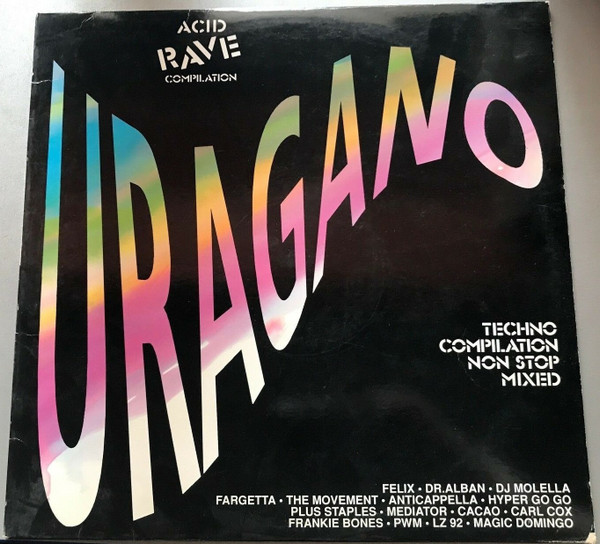 ACID
RAVE
COMPILATION
URAGANO
TECHNO
COMPILATION
NON STOP
MIXED
FELIX • DR.ALBAN • DJ MOLELLA
FARGETTA • THE MOVEMENT • ANTICAPPELLA • HYPER GO GO
PLUS STAPLES • MEDIATOR • CACAO • CARL COX
FRANKIE BONES • PWM • LZ 92 • MAGIC DOMINGO